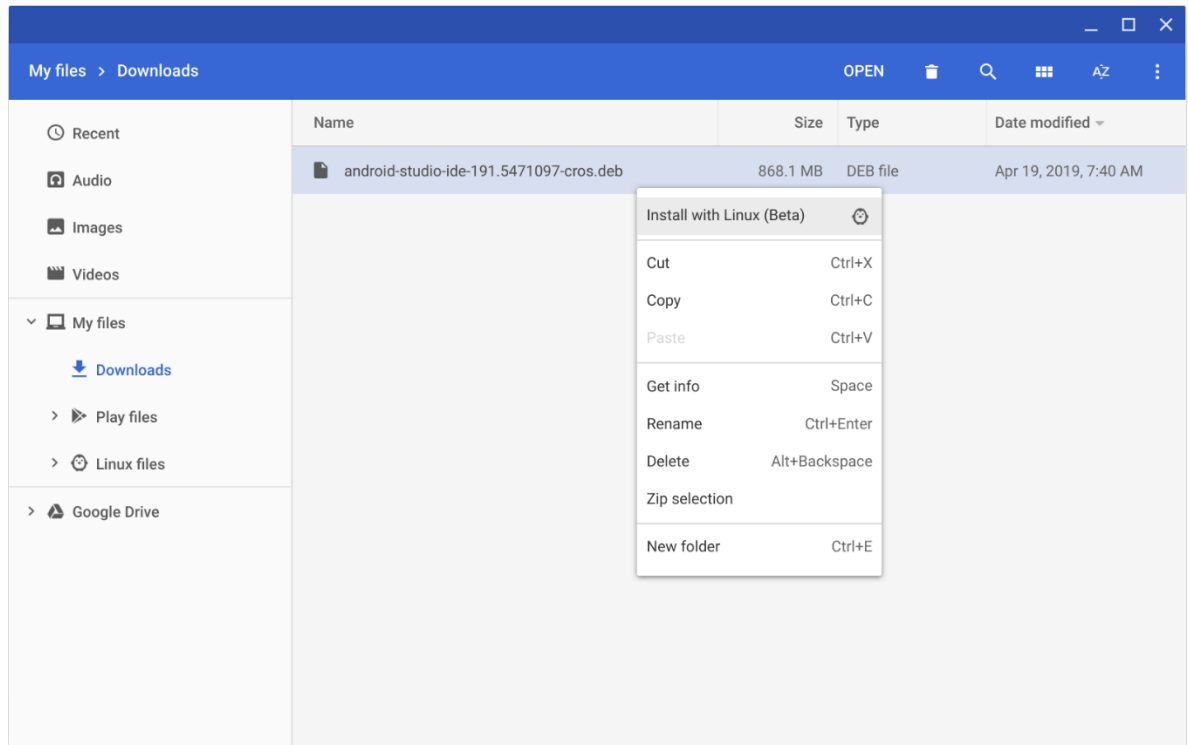 My files > Downloads
OPEN
AZ
Recent
Audio
Images
Videos
My files
Downloads
Play files
Linux files
Google Drive
Name Size Type Date modified
android-studio-ide-191.5471097-cros.deb 868.1 MB DEB file Apr 19, 2019, 7:40 AM
Install with Linux (Beta)
Cut Ctrl+X
Copy Ctrl+C
Paste Ctrl+V
Get info Space
Rename Ctrl+Enter
Delete Alt+Backspace
Zip selection
New folder Ctrl+E